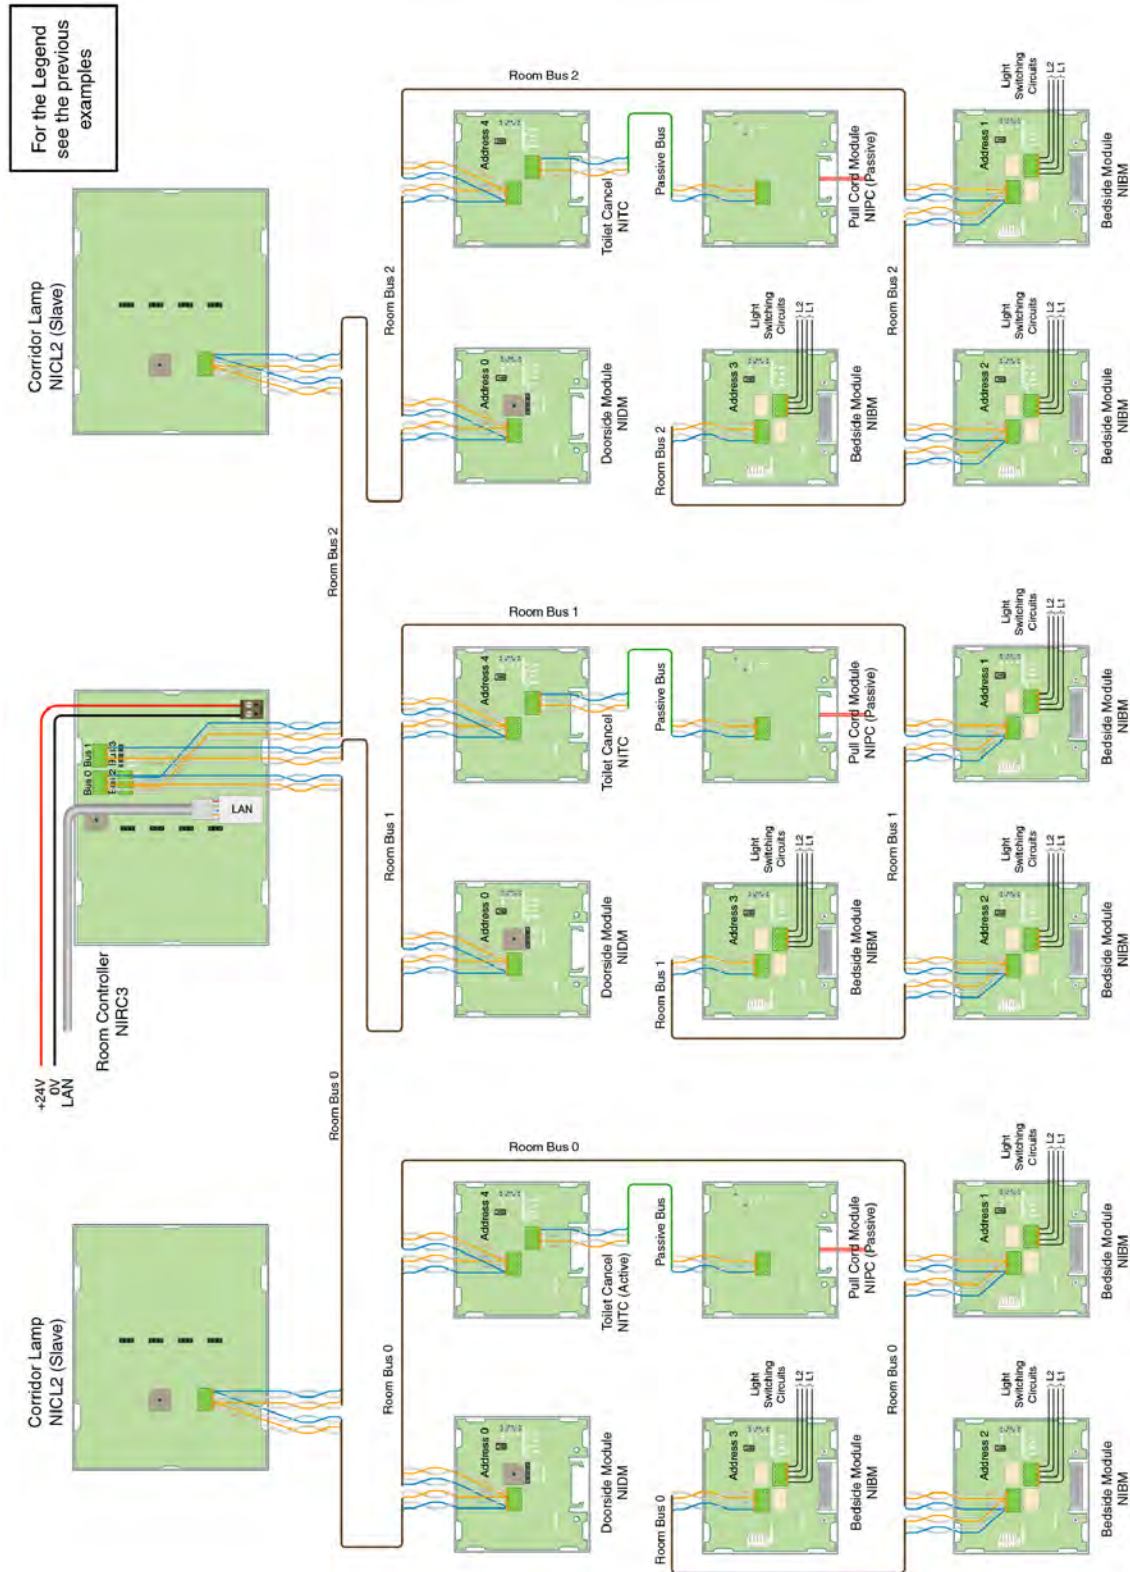 For the Legend
see the previous
examples
Corridor Lamp
NICL2 (Slave)
Room Bus 2
Room Bus 2
Room Bus 2
Address 4
Toilet Cancel
NITC
Passive Bus
Pull Cord Module
NIPC (Passive)
Address 1
Light
Switching
Circuits
L2
L1
Bedside Module
NIBM
Address 0
Doorside Module
NIDM
Room Bus 2
Address 3
Light
Switching
Circuits
L2
L1
Bedside Module
NIBM
Room Bus 2
Address 2
Light
Switching
Circuits
L2
L1
Bedside Module
NIBM
+24V
0V
LAN
Room Controller
NIRC3
Bus 0 Bus 1
LAN
Room Bus 1
Room Bus 1
Address 4
Toilet Cancel
NITC
Passive Bus
Pull Cord Module
NIPC (Passive)
Address 1
Light
Switching
Circuits
L2
L1
Bedside Module
NIBM
Address 0
Doorside Module
NIDM
Room Bus 1
Address 3
Light
Switching
Circuits
L2
L1
Bedside Module
NIBM
Room Bus 1
Address 2
Light
Switching
Circuits
L2
L1
Bedside Module
NIBM
Corridor Lamp
NICL2 (Slave)
Room Bus 0
Room Bus 0
Room Bus 0
Address 4
Toilet Cancel
NITC (Active)
Passive Bus
Pull Cord Module
NIPC (Passive)
Address 1
Light
Switching
Circuits
L2
L1
Bedside Module
NIBM
Address 0
Doorside Module
NIDM
Room Bus 0
Address 3
Light
Switching
Circuits
L2
L1
Bedside Module
NIBM
Room Bus 0
Address 2
Light
Switching
Circuits
L2
L1
Bedside Module
NIBM